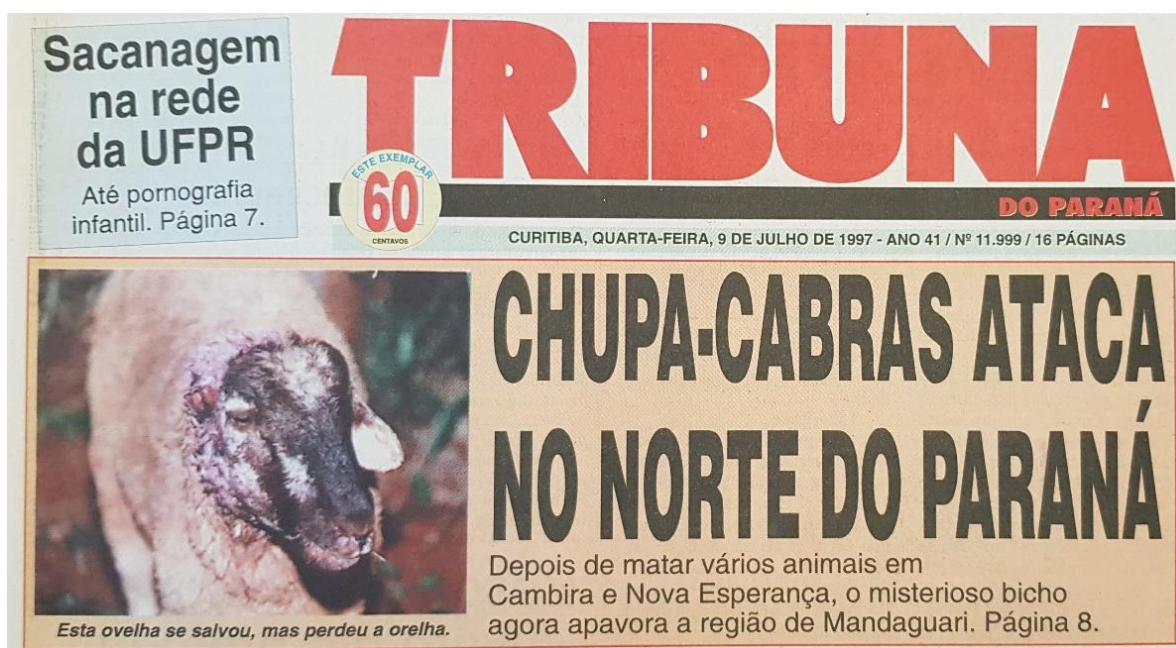 Sacanagem
na rede
da UFPR
Até pornografia
infantil. Página 7.
TRIBUNA
DO PARANÁ
ESTE EXEMPLAR
60
CENTAVOS
CURITIBA, QUARTA-FEIRA, 9 DE JULHO DE 1997 - ANO 41 / Nº 11.999 / 16 PÁGINAS
CHUPA-CABRAS ATACA
NO NORTE DO PARANÁ
Depois de matar vários animais em
Cambira e Nova Esperança, o misterioso bicho
agora apavora a região de Mandaguari. Página 8.
Esta ovelha se salvou, mas perdeu a orelha.